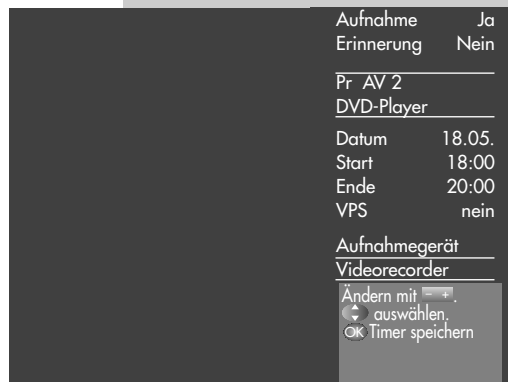 Aufnahme Ja
Erinnerung Nein
Pr AV 2
DVD-Player
Datum 18.05.
Start 18:00
Ende 20:00
VPS nein
Aufnahmegerät
Videorecorder
Ändern mit - +.
auswählen.
OK Timer speichern